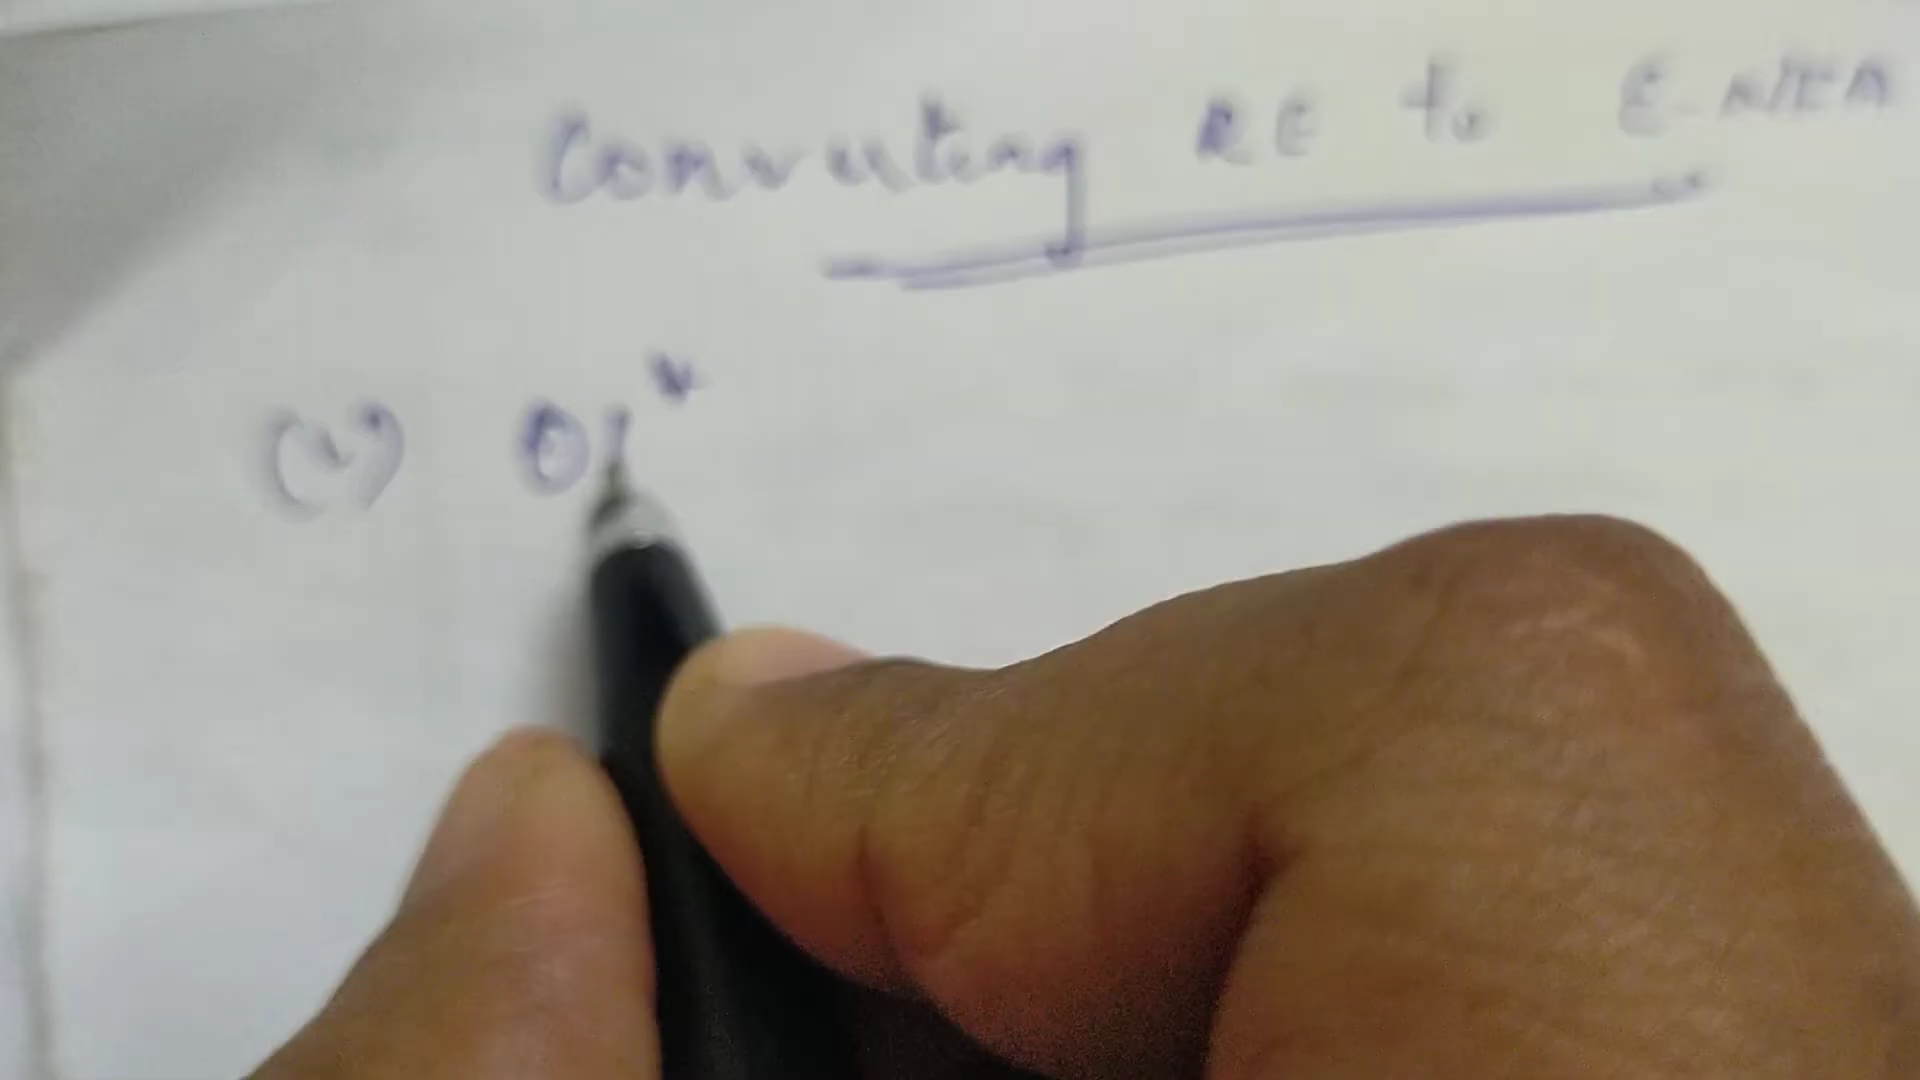 Converting RE to ε-NFA
(i) 01*